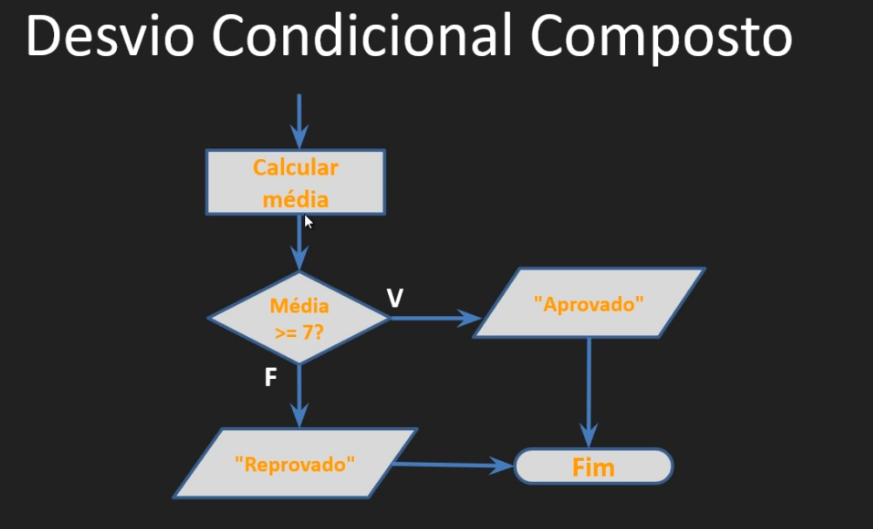 Desvio Condicional Composto
Calcular
média
Média
>= 7?
V
"Aprovado"
F
"Reprovado"
Fim